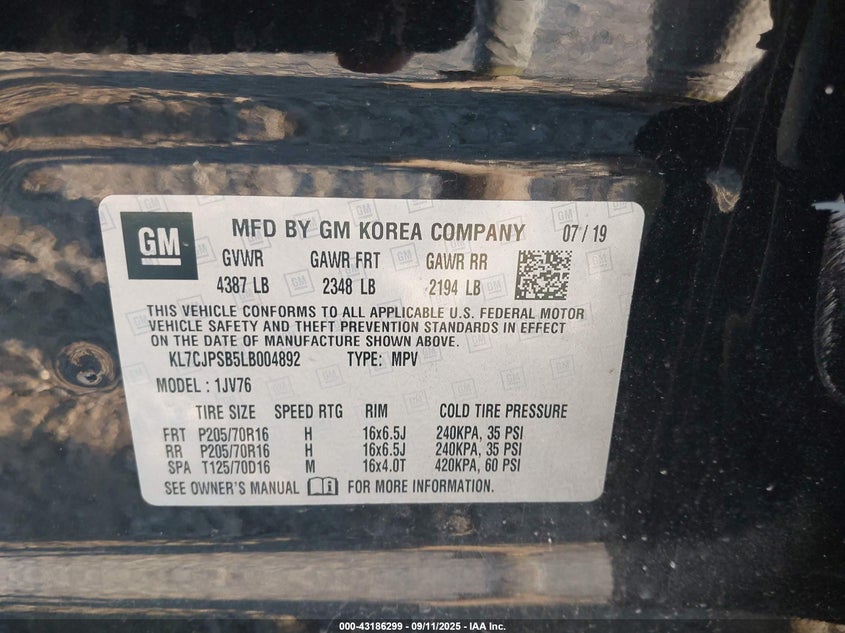 GM MFD BY GM KOREA COMPANY 07 / 19
GVWR GAWR FRT GAWR RR
4387 LB 2348 LB 2194 LB
THIS VEHICLE CONFORMS TO ALL APPLICABLE U.S. FEDERAL MOTOR
VEHICLE SAFETY AND THEFT PREVENTION STANDARDS IN EFFECT
ON THE DATE OF MANUFACTURE SHOWN ABOVE.
KL7CJPSB5LB004892 TYPE: MPV
MODEL : 1JV76
TIRE SIZE SPEED RTG RIM COLD TIRE PRESSURE
FRT P205/70R16 H 16x6.5J 240KPA, 35 PSI
RR P205/70R16 H 16x6.5J 240KPA, 35 PSI
SPA T125/70D16 M 16x4.0T 420KPA, 60 PSI
SEE OWNER'S MANUAL FOR MORE INFORMATION.
000-43186299 - 09/11/2025 - IAA Inc.